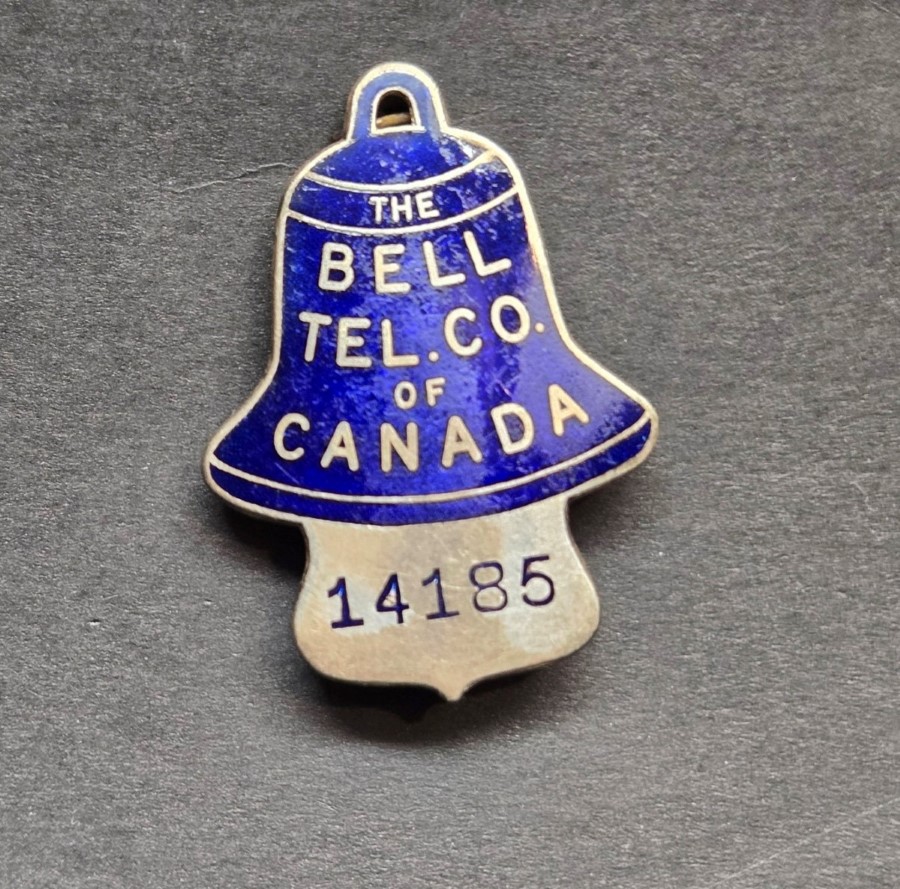 THE
BELL
TEL.CO.
OF
CANADA
14185